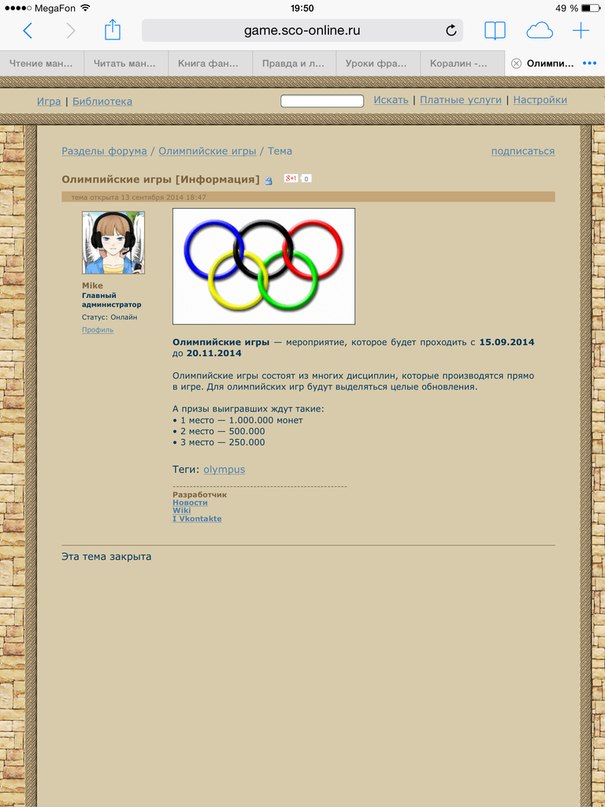 MegaFon 19:50 49 %
game.sco-online.ru
Чтение ман... Читать ман... Книга фан... Правда и л... Уроки фра... Коралин -... Олимпи...
Игра | Библиотека Искать | Платные услуги | Настройки
Разделы форума / Олимпийские игры / Тема подписаться
Олимпийские игры [Информация] g+1 0
тема открыта 13 сентября 2014 18:47
Mike
Главный
администратор
Статус: Онлайн
Профиль
Олимпийские игры — мероприятие, которое будет проходить с 15.09.2014
до 20.11.2014
Олимпийские игры состоят из многих дисциплин, которые производятся прямо
в игре. Для олимпийских игр будут выделяться целые обновления.
А призы выигравших ждут такие:
• 1 место — 1.000.000 монет
• 2 место — 500.000
• 3 место — 250.000
Теги: olympus
------------------------------------------------
Разработчик
Новости
Wiki
I Vkontakte
Эта тема закрыта